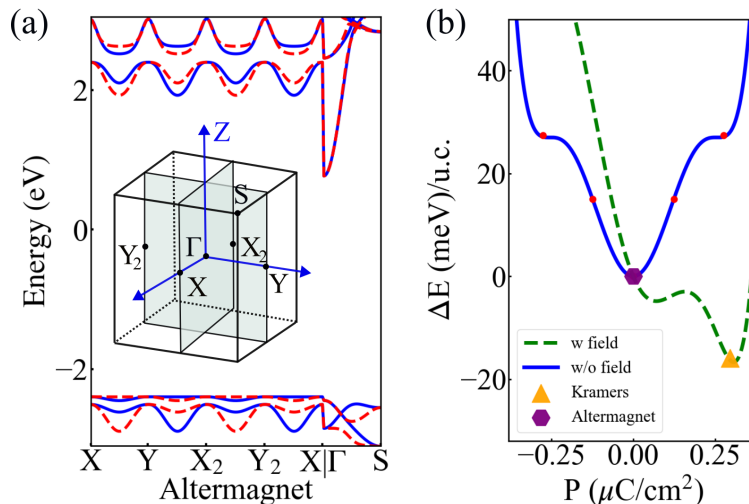 (a)
Energy (eV)
2
0
−2
Z
S
Γ
X₂
Y₂
X
Y
X
Y
X₂
Y₂
X|Γ
S
Altermagnet
(b)
ΔE (meV)/u.c.
40
20
0
−20
w field
w/o field
Kramers
Altermagnet
−0.25
0.00
0.25
P (μC/cm²)